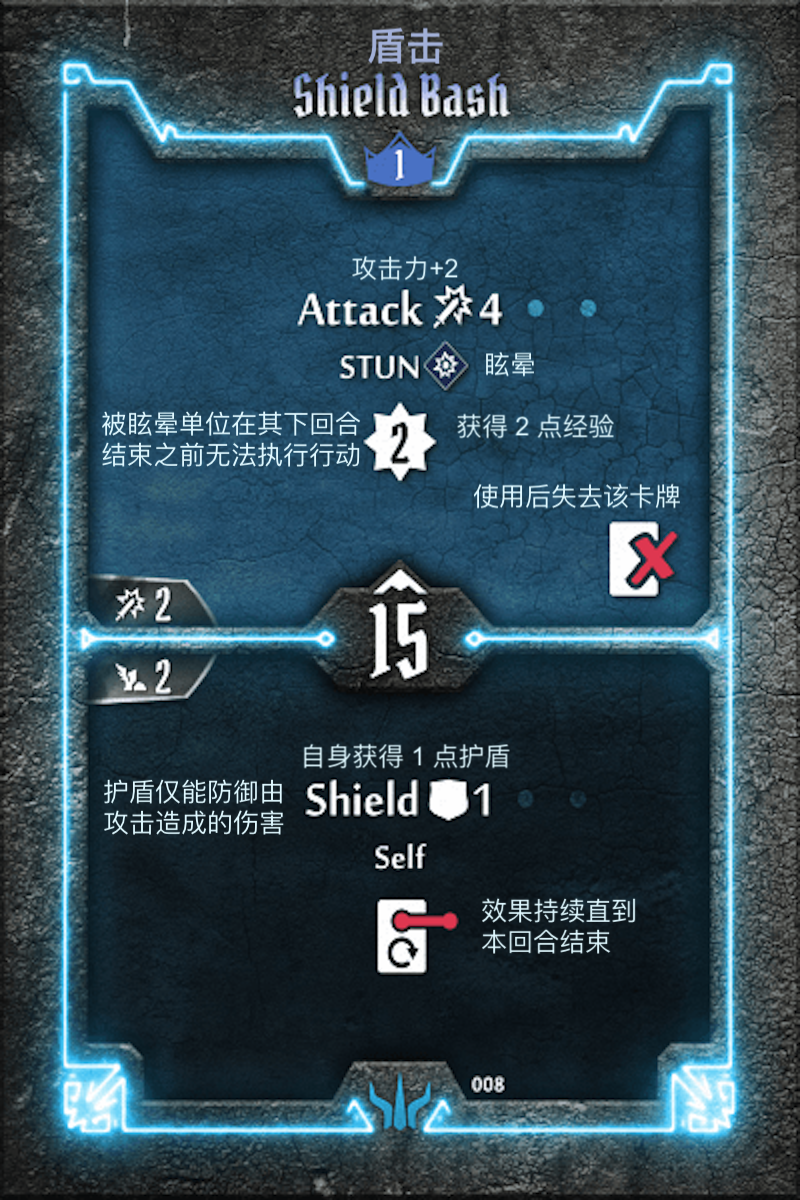 盾击
Shield Bash
1
攻击力+2
Attack 4
STUN 眩晕
被眩晕单位在其下回合
结束之前无法执行行动
2
获得 2 点经验
使用后失去该卡牌
2
15
2
自身获得 1 点护盾
护盾仅能防御由
攻击造成的伤害
Shield 1
Self
效果持续直到
本回合结束
008